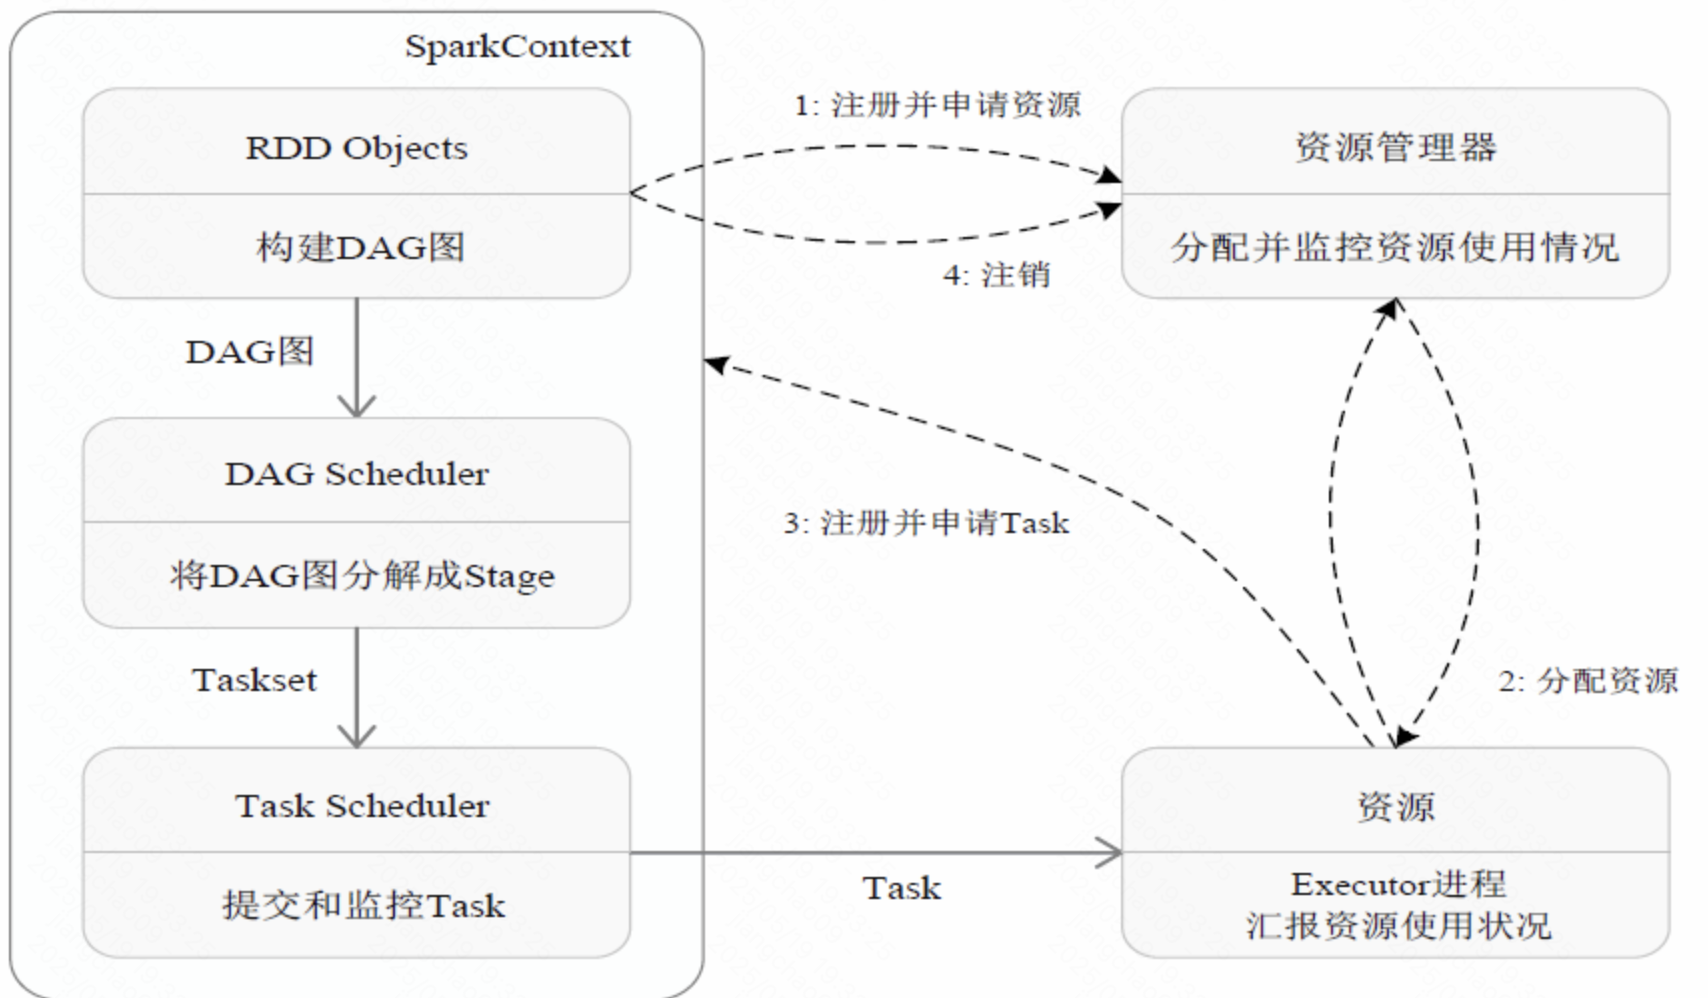 SparkContext
RDD Objects
构建DAG图
1: 注册并申请资源
资源管理器
分配并监控资源使用情况
4: 注销
DAG图
DAG Scheduler
将DAG图分解成Stage
3: 注册并申请Task
Taskset
2: 分配资源
Task Scheduler
提交和监控Task
Task
资源
Executor进程
汇报资源使用状况